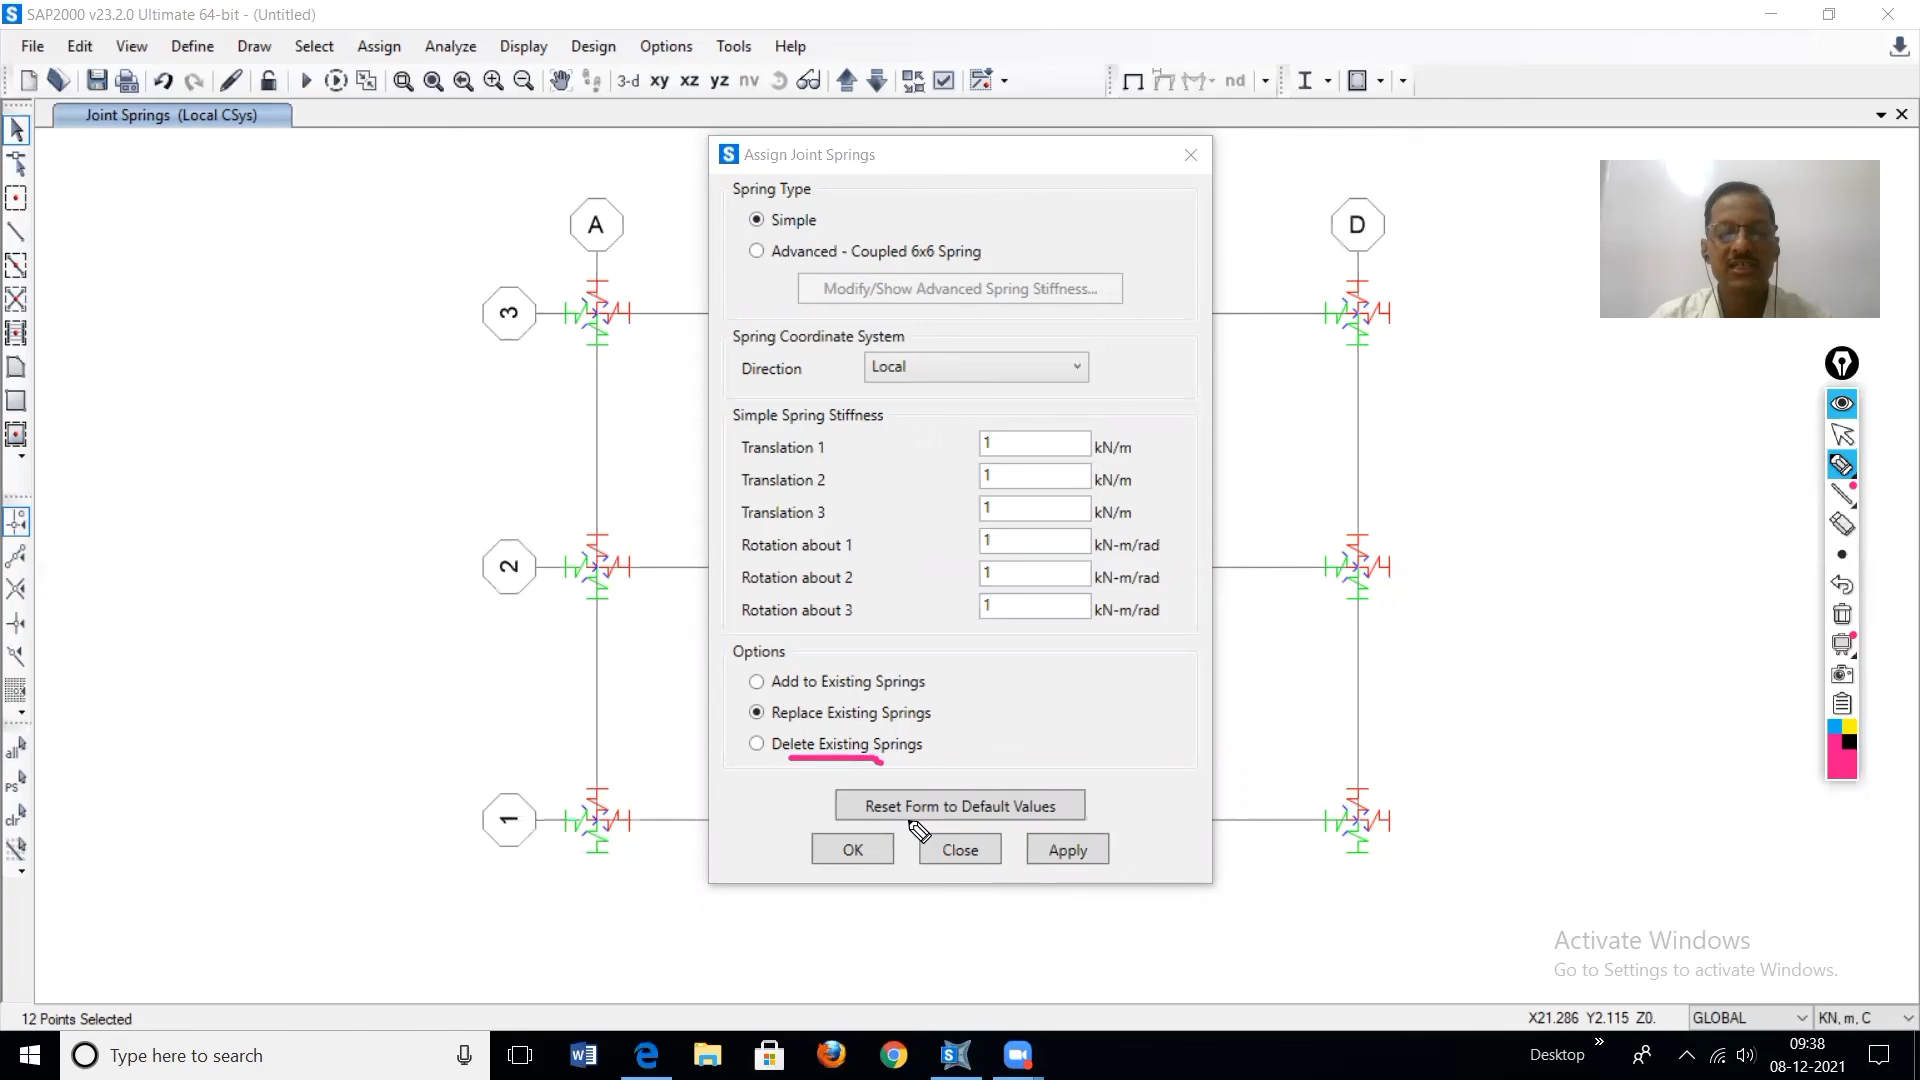 SAP2000 v23.2.0 Ultimate 64-bit - (Untitled)
File Edit View Define Draw Select Assign Analyze Display Design Options Tools Help
3-d xy xz yz nv nd
Joint Springs (Local CSys)
Assign Joint Springs
Spring Type
Simple
Advanced - Coupled 6x6 Spring
Modify/Show Advanced Spring Stiffness...
Spring Coordinate System
Direction Local
Simple Spring Stiffness
Translation 1 1 kN/m
Translation 2 1 kN/m
Translation 3 1 kN/m
Rotation about 1 1 kN-m/rad
Rotation about 2 1 kN-m/rad
Rotation about 3 1 kN-m/rad
Options
Add to Existing Springs
Replace Existing Springs
Delete Existing Springs
Reset Form to Default Values
OK Close Apply
A
D
3
2
1
all
PS
clr
Activate Windows
Go to Settings to activate Windows.
12 Points Selected
X21.286 Y2.115 Z0.
GLOBAL
KN, m, C
Type here to search
Desktop
09:38
08-12-2021